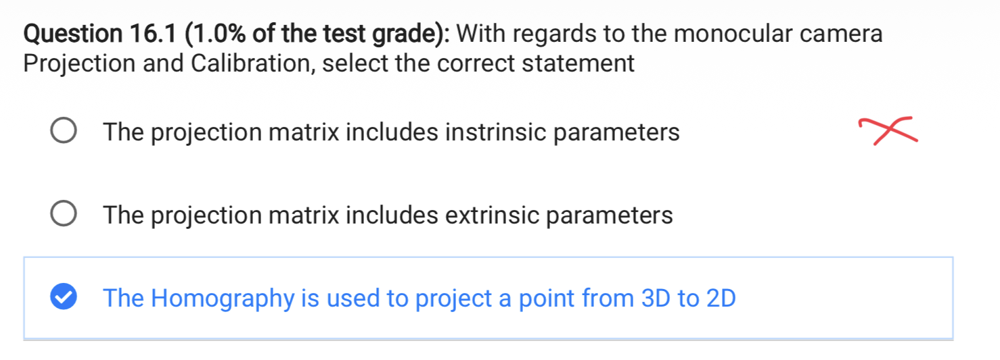 Question 16.1 (1.0% of the test grade): With regards to the monocular camera
Projection and Calibration, select the correct statement
The projection matrix includes instrinsic parameters
The projection matrix includes extrinsic parameters
The Homography is used to project a point from 3D to 2D